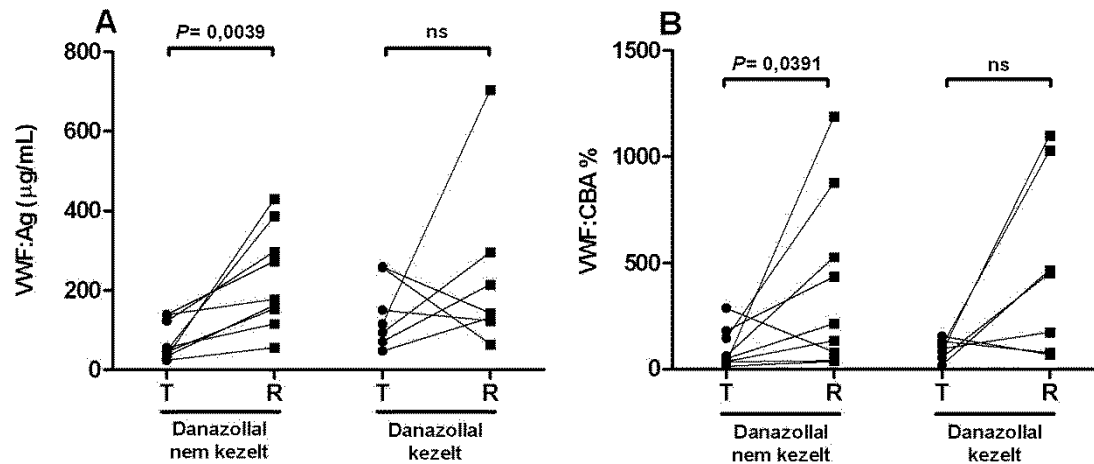 A
P= 0,0039
ns
800
600
400
200
0
VWF:Ag (µg/mL)
T
R
T
R
Danazollal
nem kezelt
Danazollal
kezelt
B
P= 0,0391
ns
1500
1000
500
0
VWF:CBA %
T
R
T
R
Danazollal
nem kezelt
Danazollal
kezelt